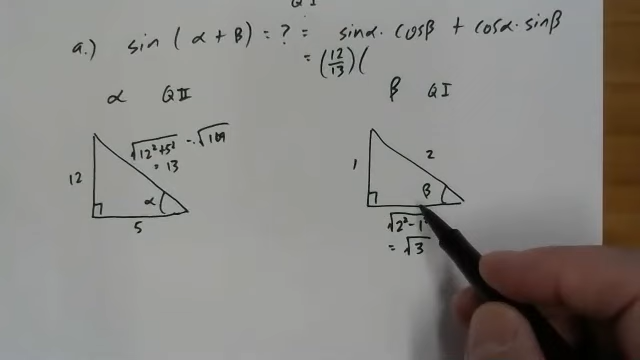 QI
a.) sin (α + β) = ? = sinα · cosβ + cosα · sinβ
= (12/13)(
α QII
β QI
√12²+5² = √169
= 13
12
α
5
1
2
β
√2²-1²
= √3